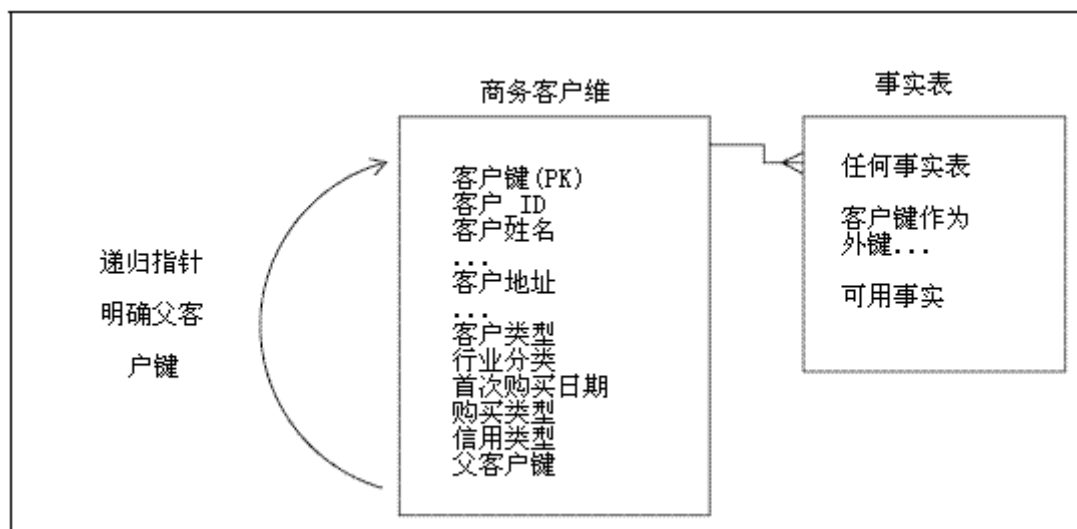 商务客户维
事实表
客户键(PK)
客户_ID
客户姓名
...
客户地址
...
客户类型
行业分类
首次购买日期
购买类型
信用类型
父客户键
任何事实表
客户键作为
外键...
可用事实
递归指针
明确父客
户键